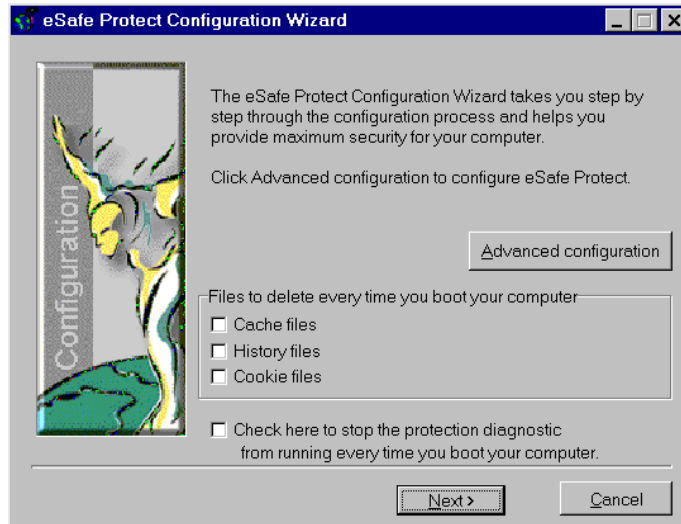 eSafe Protect Configuration Wizard
Configuration
The eSafe Protect Configuration Wizard takes you step by
step through the configuration process and helps you
provide maximum security for your computer.
Click Advanced configuration to configure eSafe Protect.
Advanced configuration
Files to delete every time you boot your computer
Cache files
History files
Cookie files
Check here to stop the protection diagnostic
from running every time you boot your computer.
Next >
Cancel